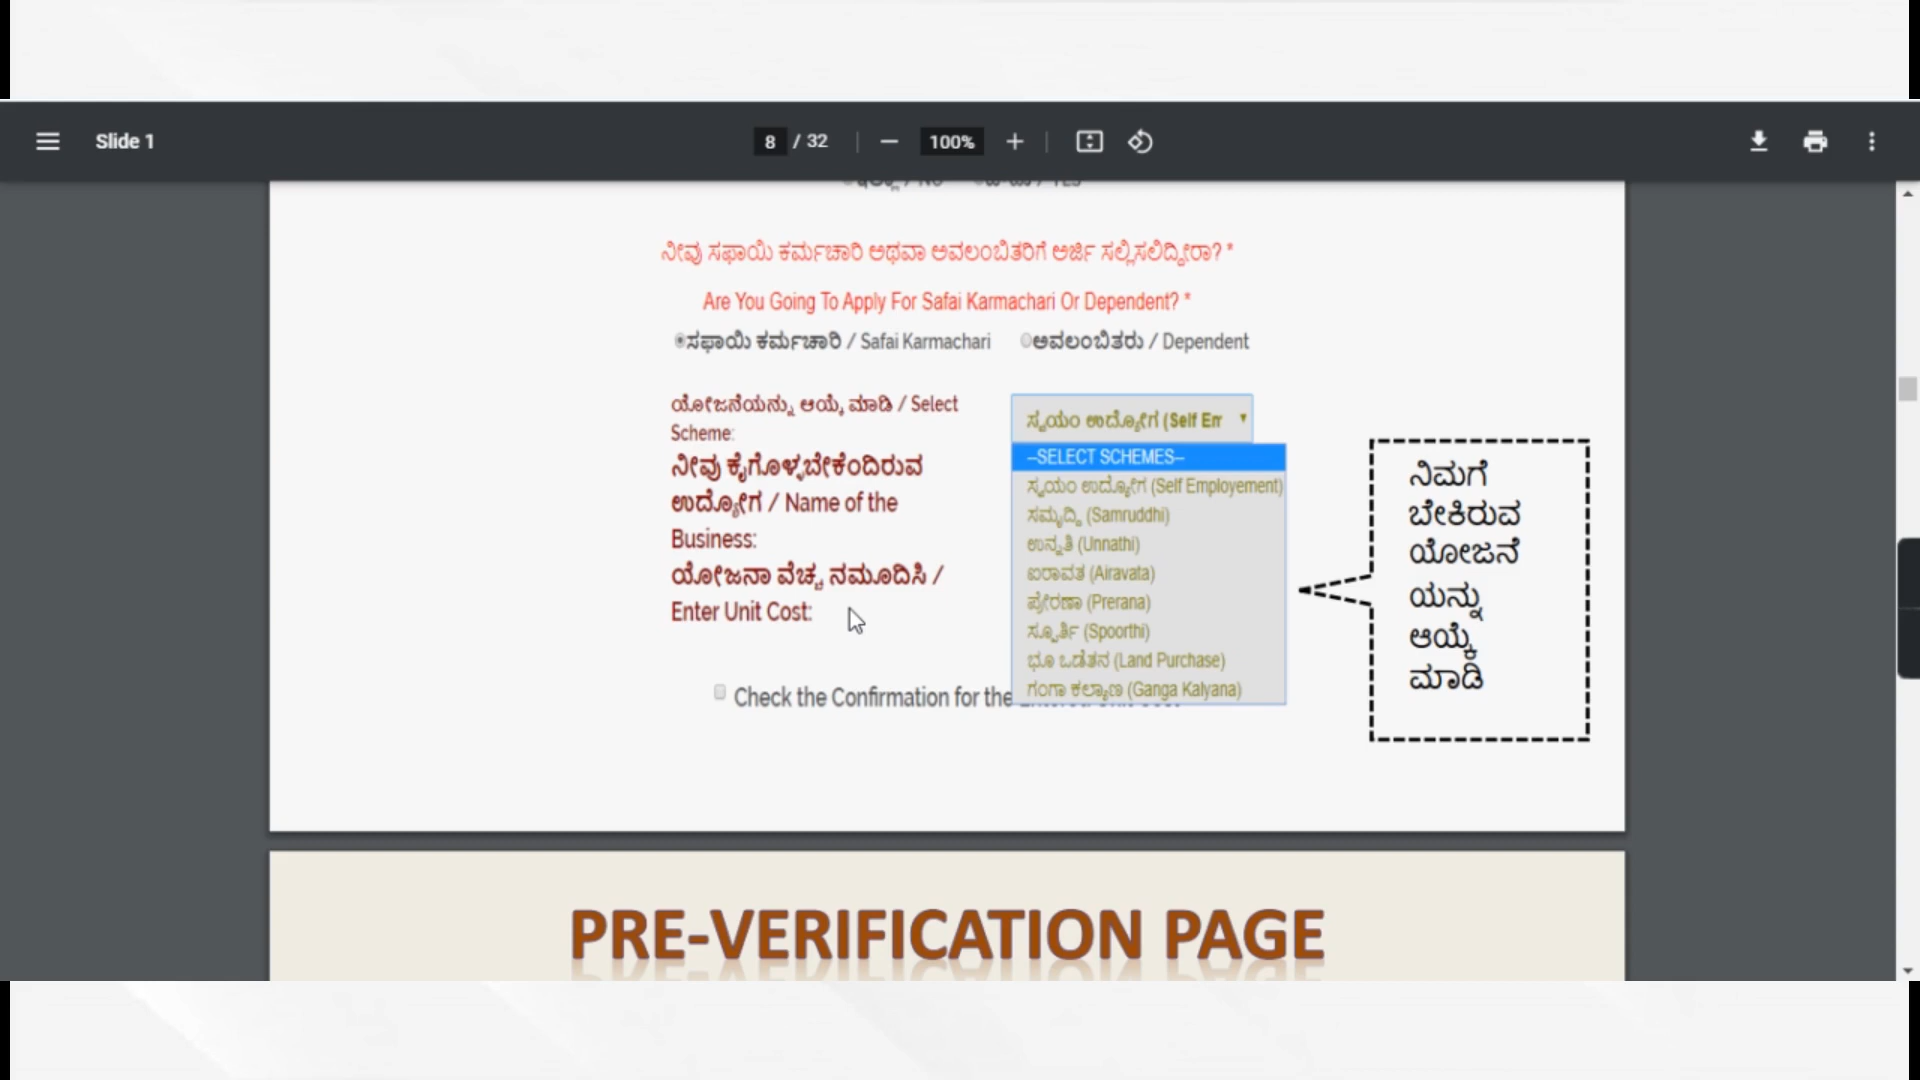 Slide 1
8 / 32
100%
ನೀವು ಸಫಾಯಿ ಕರ್ಮಚಾರಿ ಅಥವಾ ಅವಲಂಬಿತರಿಗೆ ಅರ್ಜಿ ಸಲ್ಲಿಸಲಿದ್ದೀರಾ? *
Are You Going To Apply For Safai Karmachari Or Dependent? *
ಸಫಾಯಿ ಕರ್ಮಚಾರಿ / Safai Karmachari ಅವಲಂಬಿತರು / Dependent
ಯೋಜನೆಯನ್ನು ಆಯ್ಕೆ ಮಾಡಿ / Select
Scheme:
ನೀವು ಕೈಗೊಳ್ಳಬೇಕೆಂದಿರುವ
ಉದ್ಯೋಗ / Name of the
Business:
ಯೋಜನಾ ವೆಚ್ಚ ನಮೂದಿಸಿ /
Enter Unit Cost:
ಸ್ವಯಂ ಉದ್ಯೋಗ (Self Em
--SELECT SCHEMES--
ಸ್ವಯಂ ಉದ್ಯೋಗ (Self Employement)
ಸಮೃದ್ಧಿ (Samruddhi)
ಉನ್ನತಿ (Unnathi)
ಐರಾವತ (Airavata)
ಪ್ರೇರಣಾ (Prerana)
ಸ್ಪೂರ್ತಿ (Spoorthi)
ಭೂ ಒಡೆತನ (Land Purchase)
ಗಂಗಾ ಕಲ್ಯಾಣ (Ganga Kalyana)
Check the Confirmation for the
ನಿಮಗೆ
ಬೇಕಿರುವ
ಯೋಜನೆ
ಯನ್ನು
ಆಯ್ಕೆ
ಮಾಡಿ
PRE-VERIFICATION PAGE